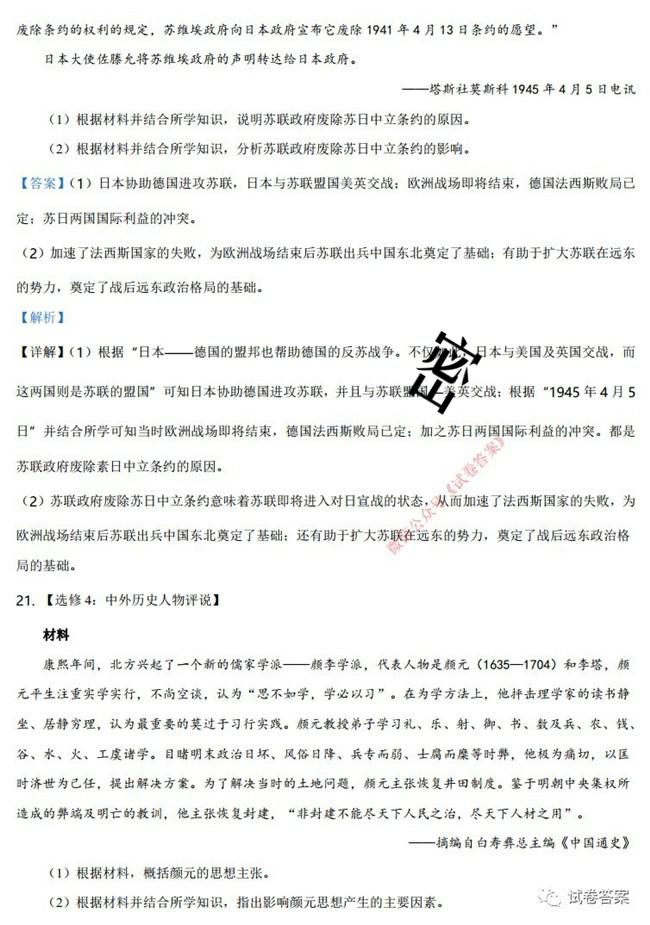 废除条约的权利的规定，苏维埃政府向日本政府宣布它废除 1941 年 4 月 13 日条约的愿望。”
日本大使佐藤允将苏维埃政府的声明转达给日本政府。
——塔斯社莫斯科 1945 年 4 月 5 日电讯
（1）根据材料并结合所学知识，说明苏联政府废除苏日中立条约的原因。
（2）根据材料并结合所学知识，分析苏联政府废除苏日中立条约的影响。
【答案】（1）日本协助德国进攻苏联，日本与苏联盟国美英交战；欧洲战场即将结束，德国法西斯败局已
定；苏日两国国际利益的冲突。
（2）加速了法西斯国家的失败，为欧洲战场结束后苏联出兵中国东北奠定了基础；有助于扩大苏联在远东
的势力，奠定了战后远东政治格局的基础。
【解析】
【详解】（1）根据“日本——德国的盟邦也帮助德国的反苏战争。不仅如此，日本与美国及英国交战，而
这两国则是苏联的盟国”可知日本协助德国进攻苏联，并且与苏联盟国—美英交战；根据“1945 年 4 月 5
日”并结合所学可知当时欧洲战场即将结束，德国法西斯败局已定；加之苏日两国国际利益的冲突。都是
苏联政府废除素日中立条约的原因。
（2）苏联政府废除苏日中立条约意味着苏联即将进入对日宣战的状态，从而加速了法西斯国家的失败，为
欧洲战场结束后苏联出兵中国东北奠定了基础；还有助于扩大苏联在远东的势力，奠定了战后远东政治格
局的基础。
密
微信公众号《试卷答案》
21. 【选修 4：中外历史人物评说】
材料
康熙年间，北方兴起了一个新的儒家学派——颜李学派，代表人物是颜元（1635—1704）和李塨，颜
元平生注重实学实行，不尚空谈，认为“思不如学，学必以习”。在为学方法上，他抨击理学家的读书静
坐、居静穷理，认为最重要的莫过于习行实践。颜元教授弟子学习礼、乐、射、御、书、数及兵、农、钱、
谷、水、火、工虞诸学。目睹明末政治日坏、风俗日降、兵专而弱、士腐而靡等时弊，他极为痛切，以匡
时济世为己任，提出解决方案。为了解决当时的土地问题，颜元主张恢复井田制度。鉴于明朝中央集权所
造成的弊端及明亡的教训，他主张恢复封建，“非封建不能尽天下人民之治，尽天下人材之用”。
——摘编自白寿彝总主编《中国通史》
（1）根据材料，概括颜元的思想主张。
（2）根据材料并结合所学知识，指出影响颜元思想产生的主要因素。
试卷答案